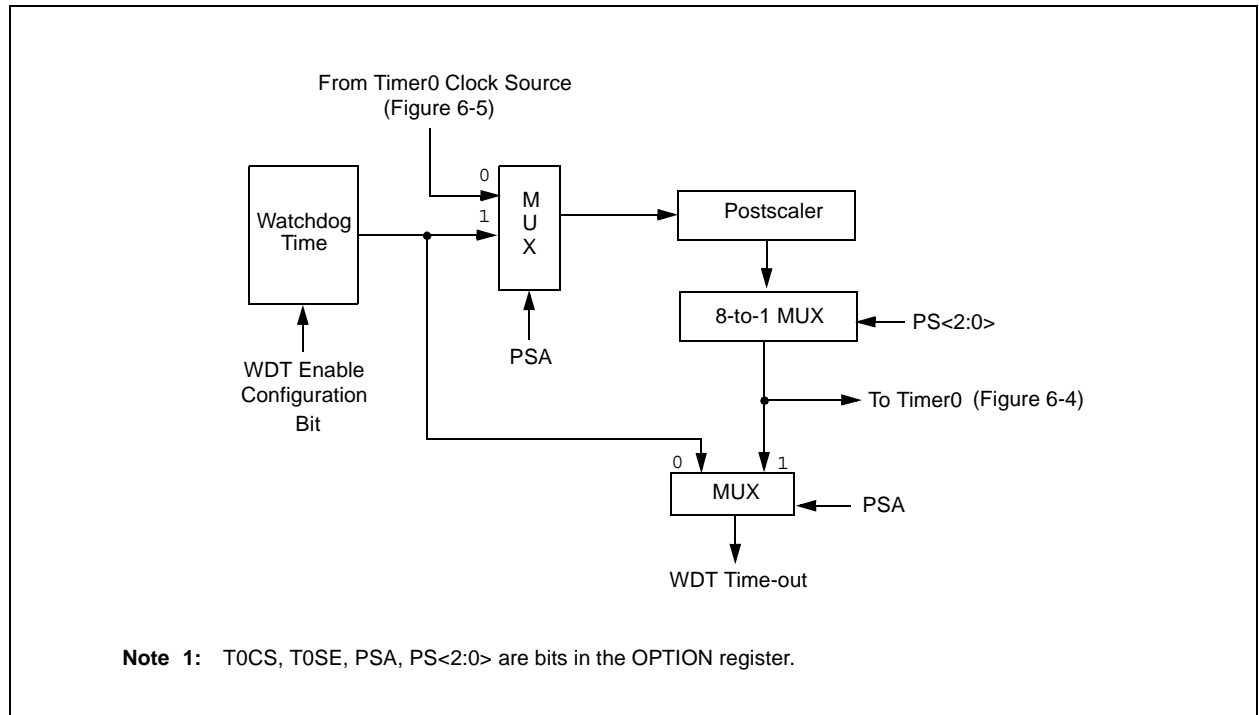 From Timer0 Clock Source
(Figure 6-5)
0
1
M
U
X
Postscaler
Watchdog
Time
8-to-1 MUX
PS<2:0>
PSA
WDT Enable
Configuration
Bit
To Timer0 (Figure 6-4)
0
1
MUX
PSA
WDT Time-out
Note 1: T0CS, T0SE, PSA, PS<2:0> are bits in the OPTION register.